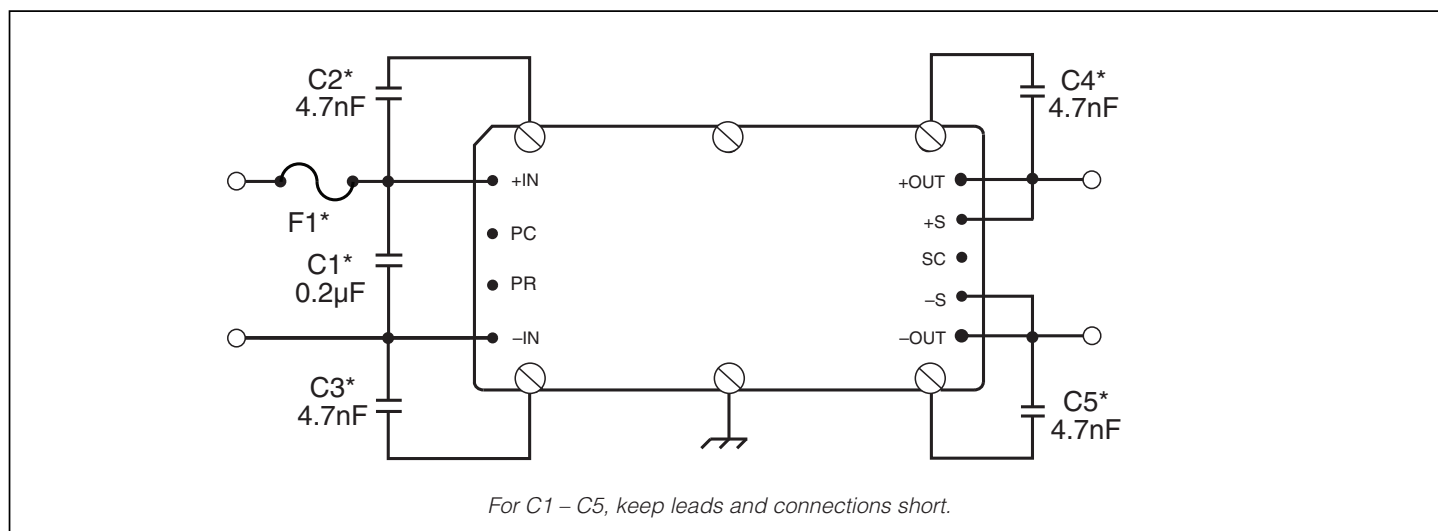 C2*
4.7nF
C4*
4.7nF
+IN
+OUT
F1*
+S
PC
C1*
0.2µF
SC
PR
–S
–IN
–OUT
C3*
4.7nF
C5*
4.7nF
For C1 – C5, keep leads and connections short.